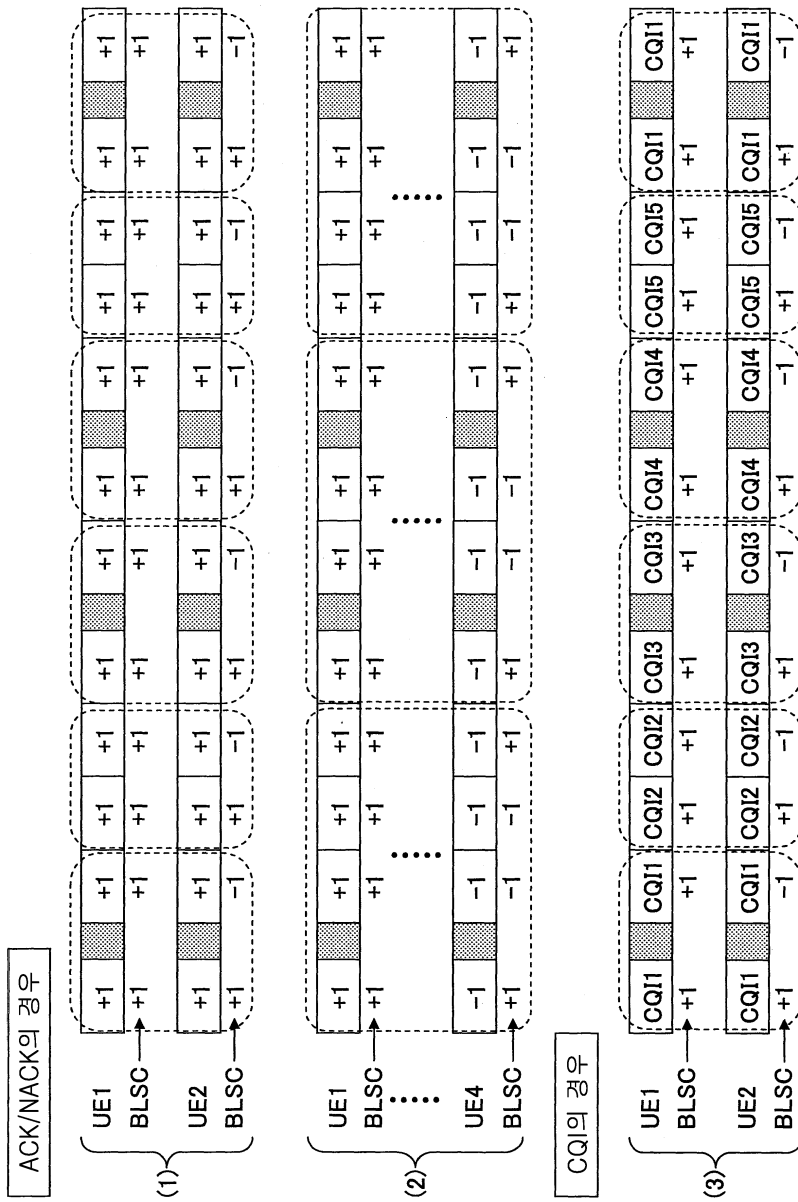 ACK/NACK의 경우
(1)
UE1 +1 +1 +1 +1 +1 +1 +1 +1 +1 +1 +1 +1
BLSC +1 +1 +1 +1 +1 +1 +1 +1 +1 +1 +1 +1
UE2 +1 +1 +1 +1 +1 +1 +1 +1 +1 +1 +1 +1
BLSC +1 −1 +1 −1 +1 −1 +1 −1 +1 −1 +1 −1
(2)
UE1 +1 +1 +1 +1 +1 +1 +1 +1 +1 +1 +1 +1
BLSC +1 +1 +1 +1 +1 +1 +1 +1 +1 +1 +1 +1
UE4 −1 −1 −1 −1 −1 −1 −1 −1 −1 −1 −1 −1
BLSC +1 −1 −1 +1 +1 −1 −1 +1 +1 −1 −1 +1
CQI의 경우
(3)
UE1 CQI1 CQI1 CQI2 CQI2 CQI3 CQI3 CQI4 CQI4 CQI5 CQI5 CQI1 CQI1
BLSC +1 +1 +1 +1 +1 +1 +1 +1 +1 +1 +1 +1
UE2 CQI1 CQI1 CQI2 CQI2 CQI3 CQI3 CQI4 CQI4 CQI5 CQI5 CQI1 CQI1
BLSC +1 −1 +1 −1 +1 −1 +1 −1 +1 −1 +1 −1